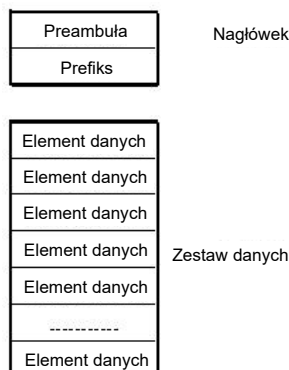 Preambuła
Nagłówek
Prefiks
Element danych
Element danych
Element danych
Element danych
Zestaw danych
Element danych
-----------
Element danych